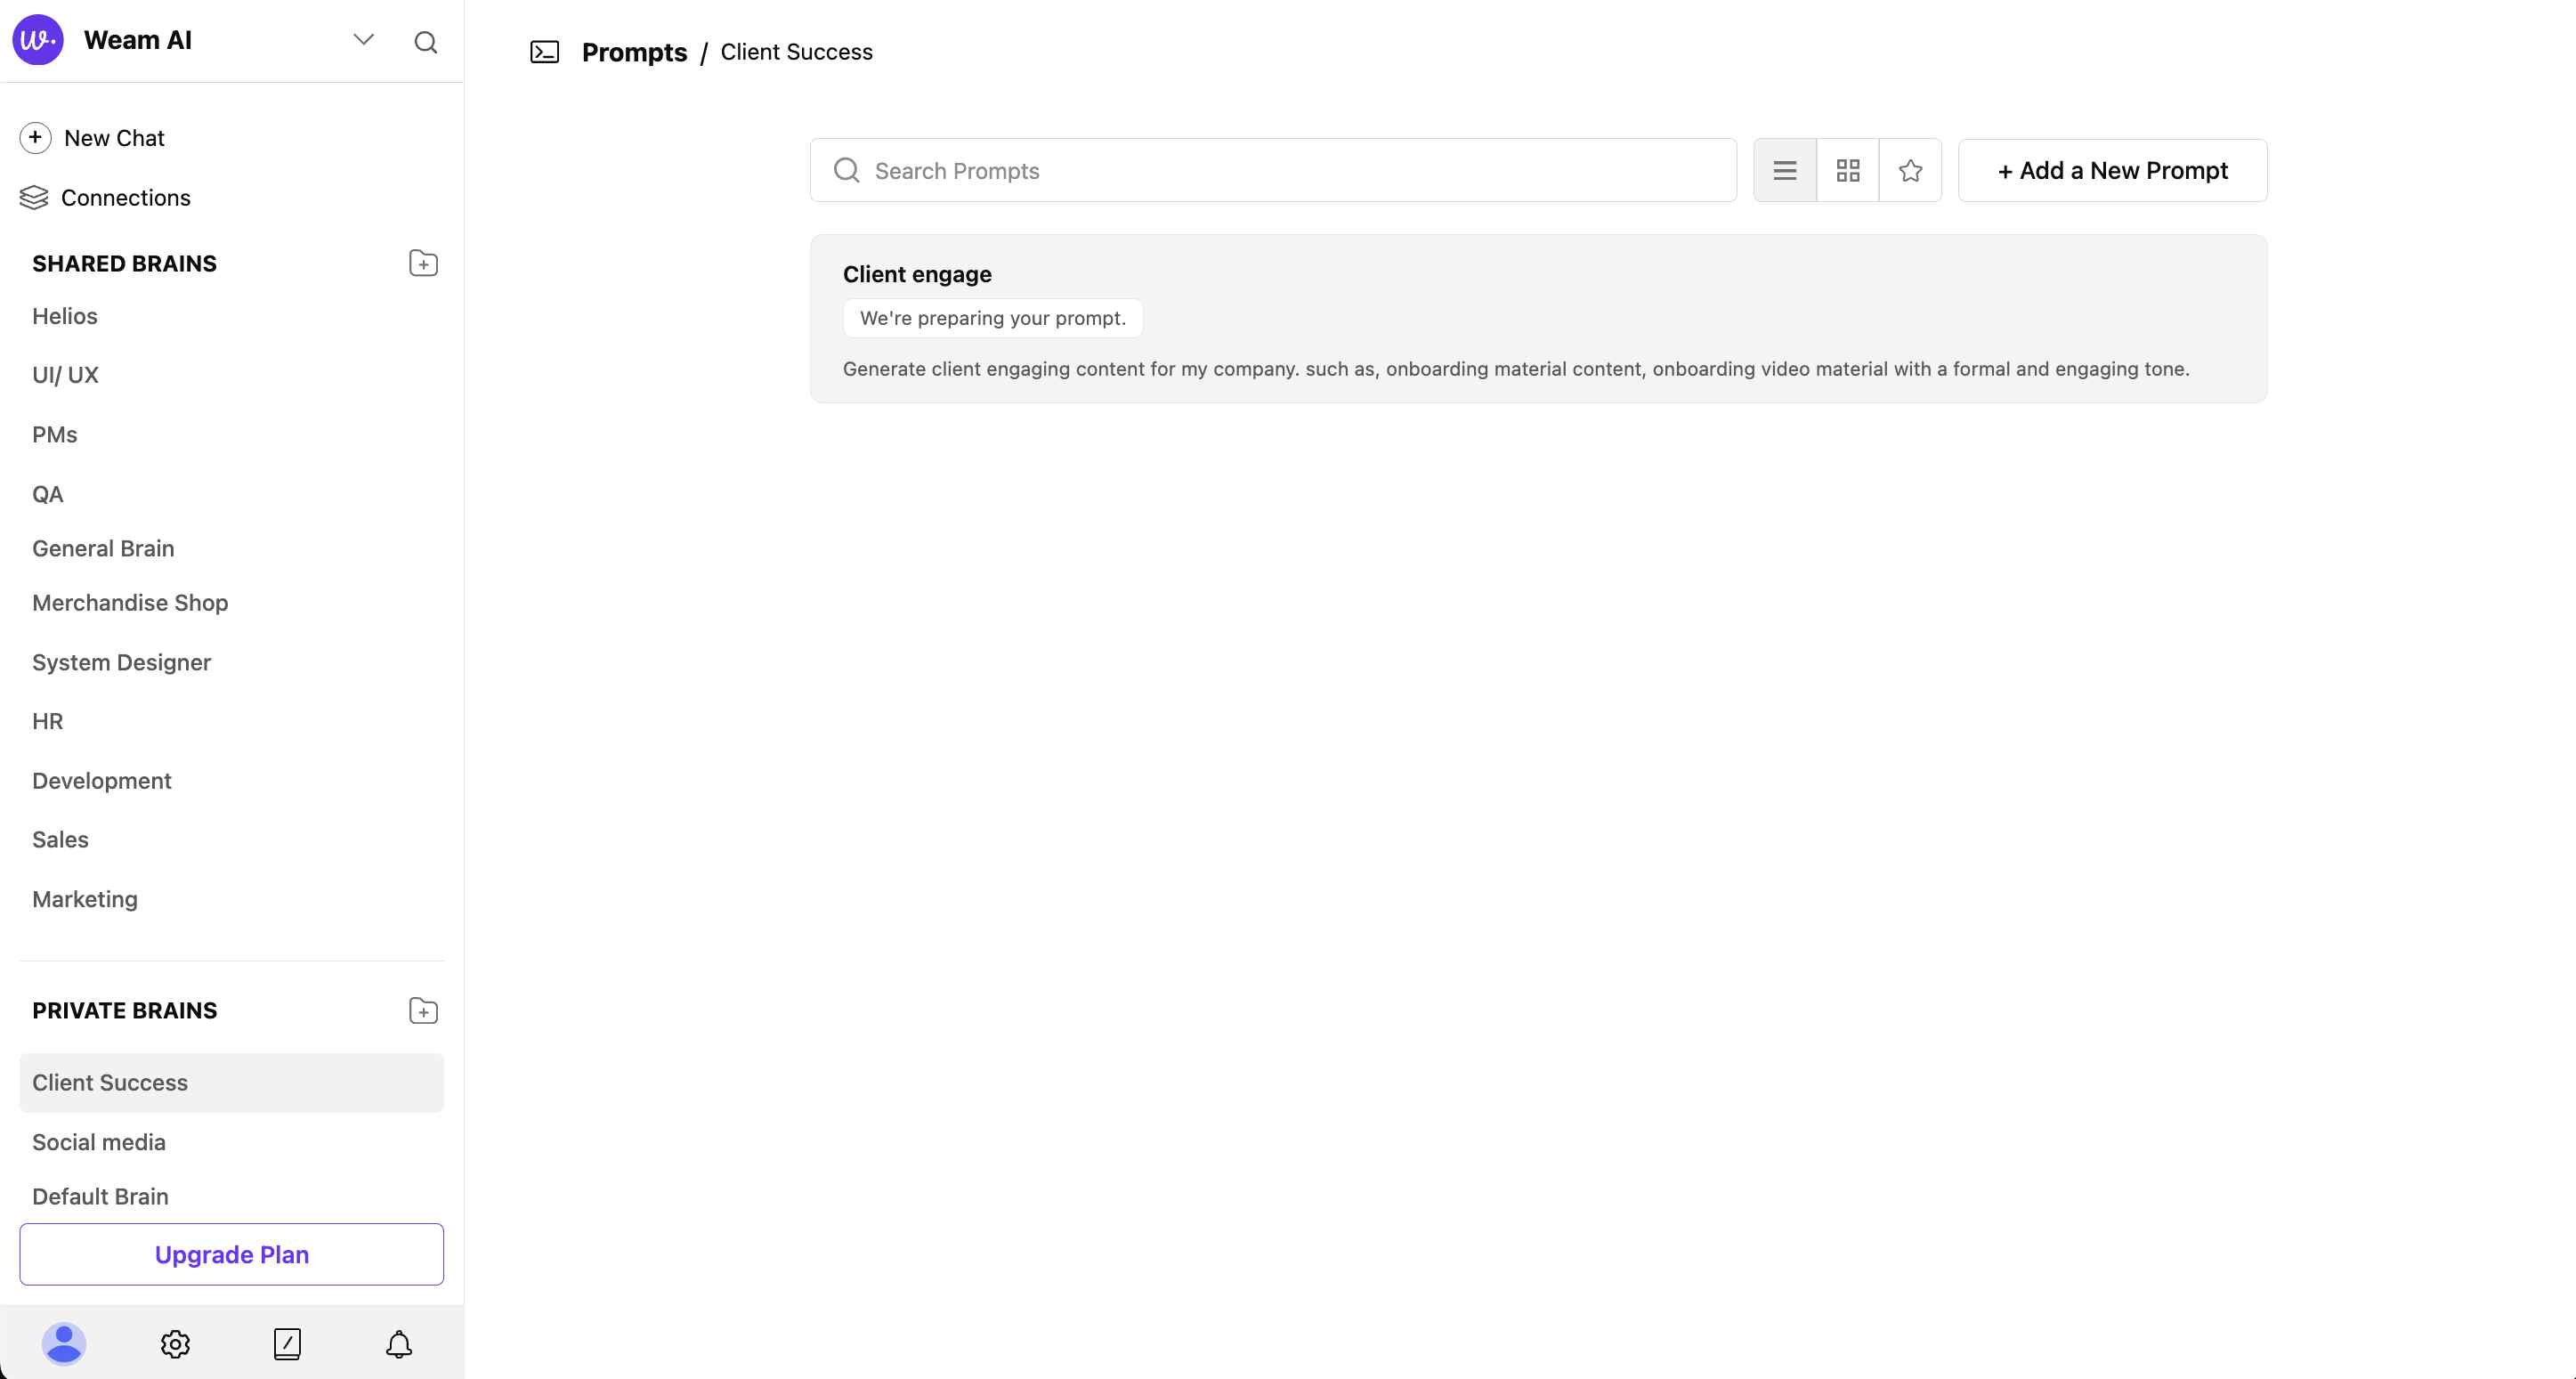 w.
Weam AI
New Chat
Connections
SHARED BRAINS
Helios
UI/ UX
PMs
QA
General Brain
Merchandise Shop
System Designer
HR
Development
Sales
Marketing
PRIVATE BRAINS
Client Success
Social media
Default Brain
Upgrade Plan
Prompts / Client Success
Search Prompts
+ Add a New Prompt
Client engage
We're preparing your prompt.
Generate client engaging content for my company. such as, onboarding material content, onboarding video material with a formal and engaging tone.